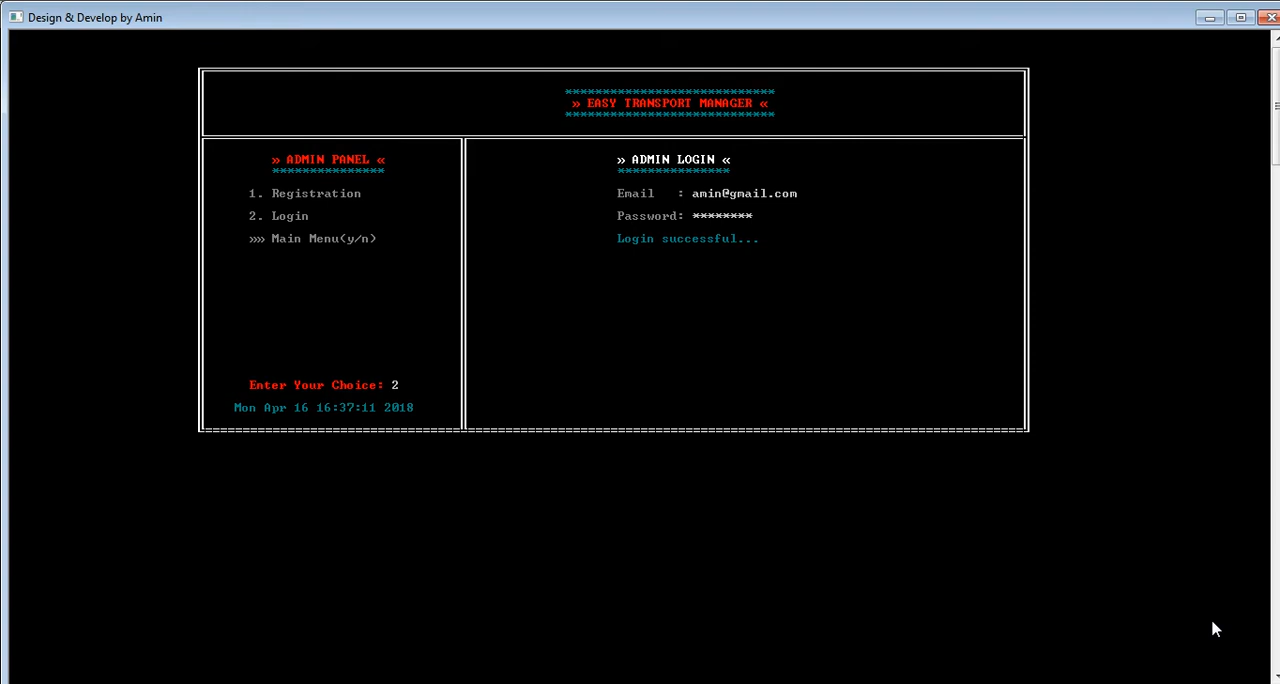 Design & Develop by Amin
****************************
» EASY TRANSPORT MANAGER «
****************************
» ADMIN PANEL «
***************
1. Registration
2. Login
»» Main Menu(y/n)
Enter Your Choice: 2
Mon Apr 16 16:37:11 2018
» ADMIN LOGIN «
***************
Email   : amin@gmail.com
Password: ********
Login successful...